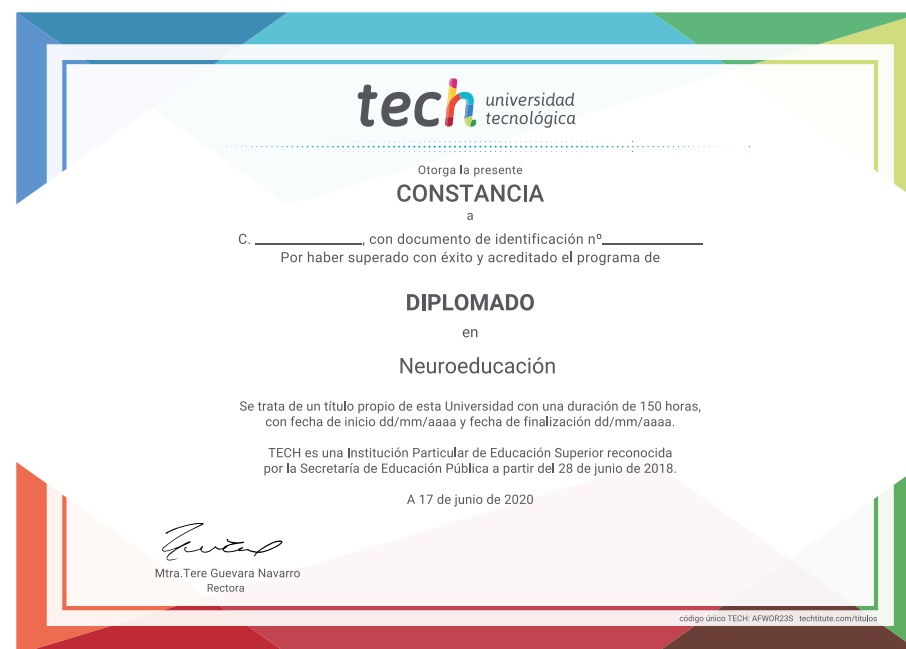 tech universidad
tecnológica
Otorga la presente
CONSTANCIA
a
C. ____________, con documento de identificación nº____________
Por haber superado con éxito y acreditado el programa de
DIPLOMADO
en
Neuroeducación
Se trata de un título propio de esta Universidad con una duración de 150 horas,
con fecha de inicio dd/mm/aaaa y fecha de finalización dd/mm/aaaa.
TECH es una Institución Particular de Educación Superior reconocida
por la Secretaría de Educación Pública a partir del 28 de junio de 2018.
A 17 de junio de 2020
Mtra.Tere Guevara Navarro
Rectora
código único TECH: AFWOR23S techtitute.com/titulos